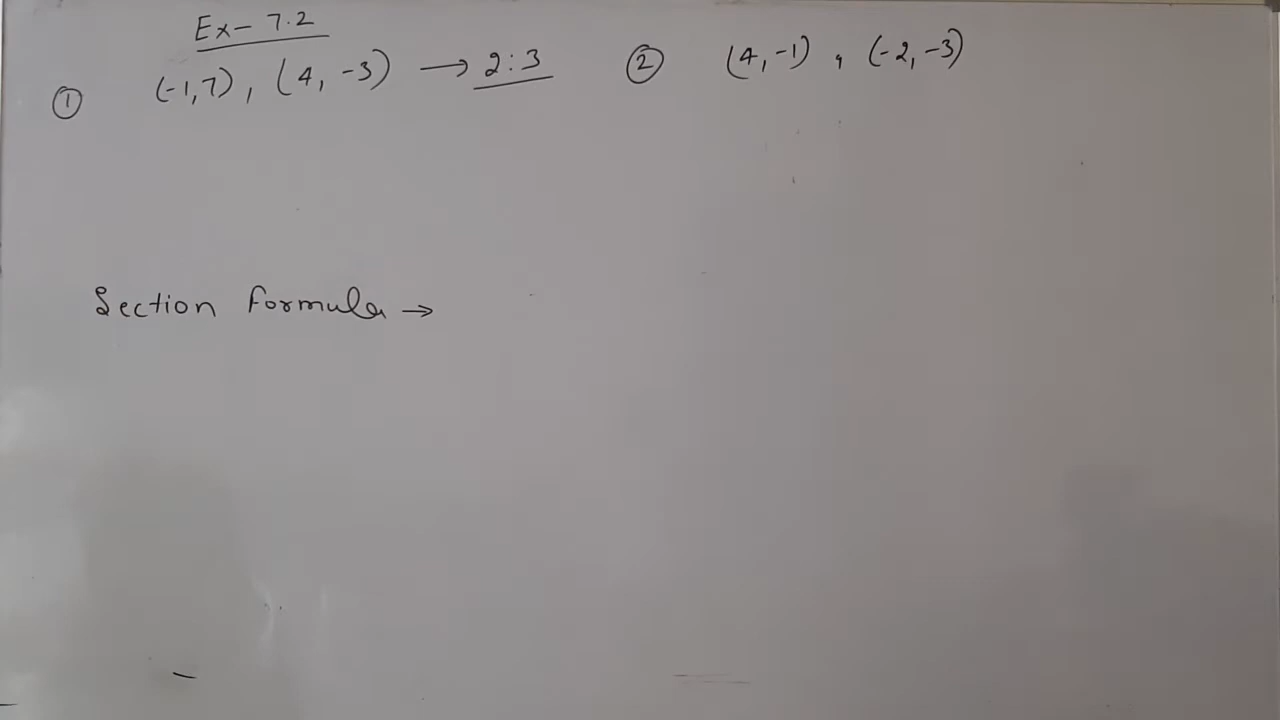 Ex- 7.2
① (-1,7), (4, -3) → 2:3
② (4,-1) , (-2,-3)
Section formula →